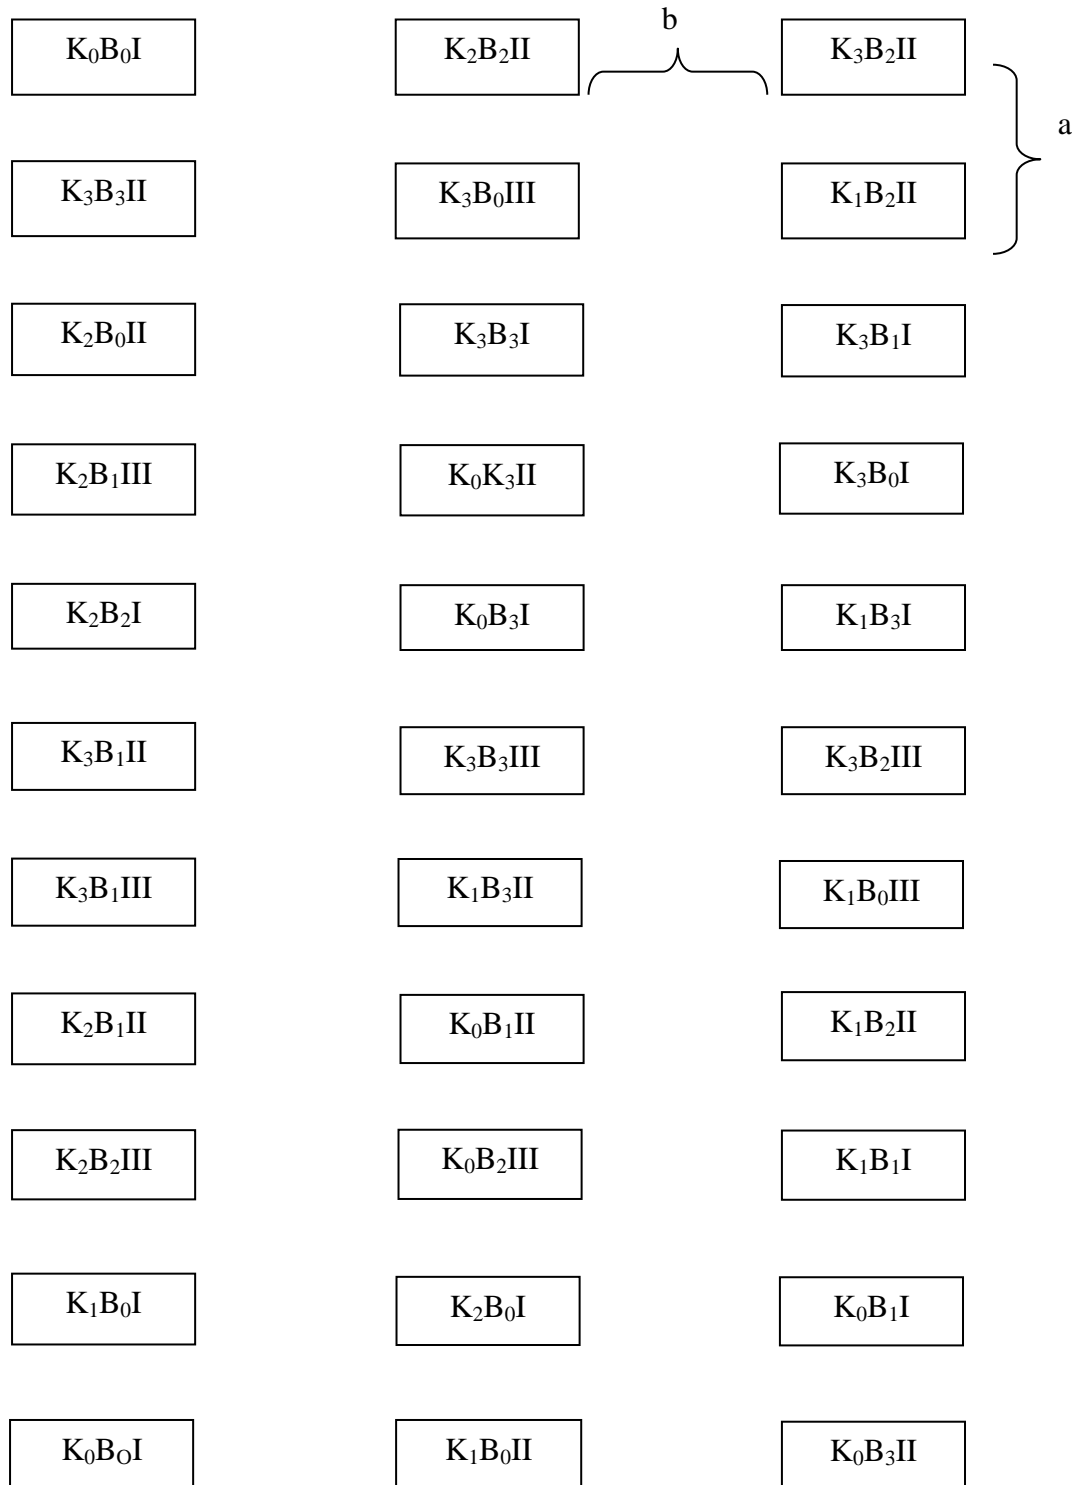 b
K₀B₀I K₂B₂II K₃B₂II
a
K₃B₃II K₃B₀III K₁B₂II
K₂B₀II K₃B₃I K₃B₁I
K₂B₁III K₀K₃II K₃B₀I
K₂B₂I K₀B₃I K₁B₃I
K₃B₁II K₃B₃III K₃B₂III
K₃B₁III K₁B₃II K₁B₀III
K₂B₁II K₀B₁II K₁B₂II
K₂B₂III K₀B₂III K₁B₁I
K₁B₀I K₂B₀I K₀B₁I
K₀B_OI K₁B₀II K₀B₃II